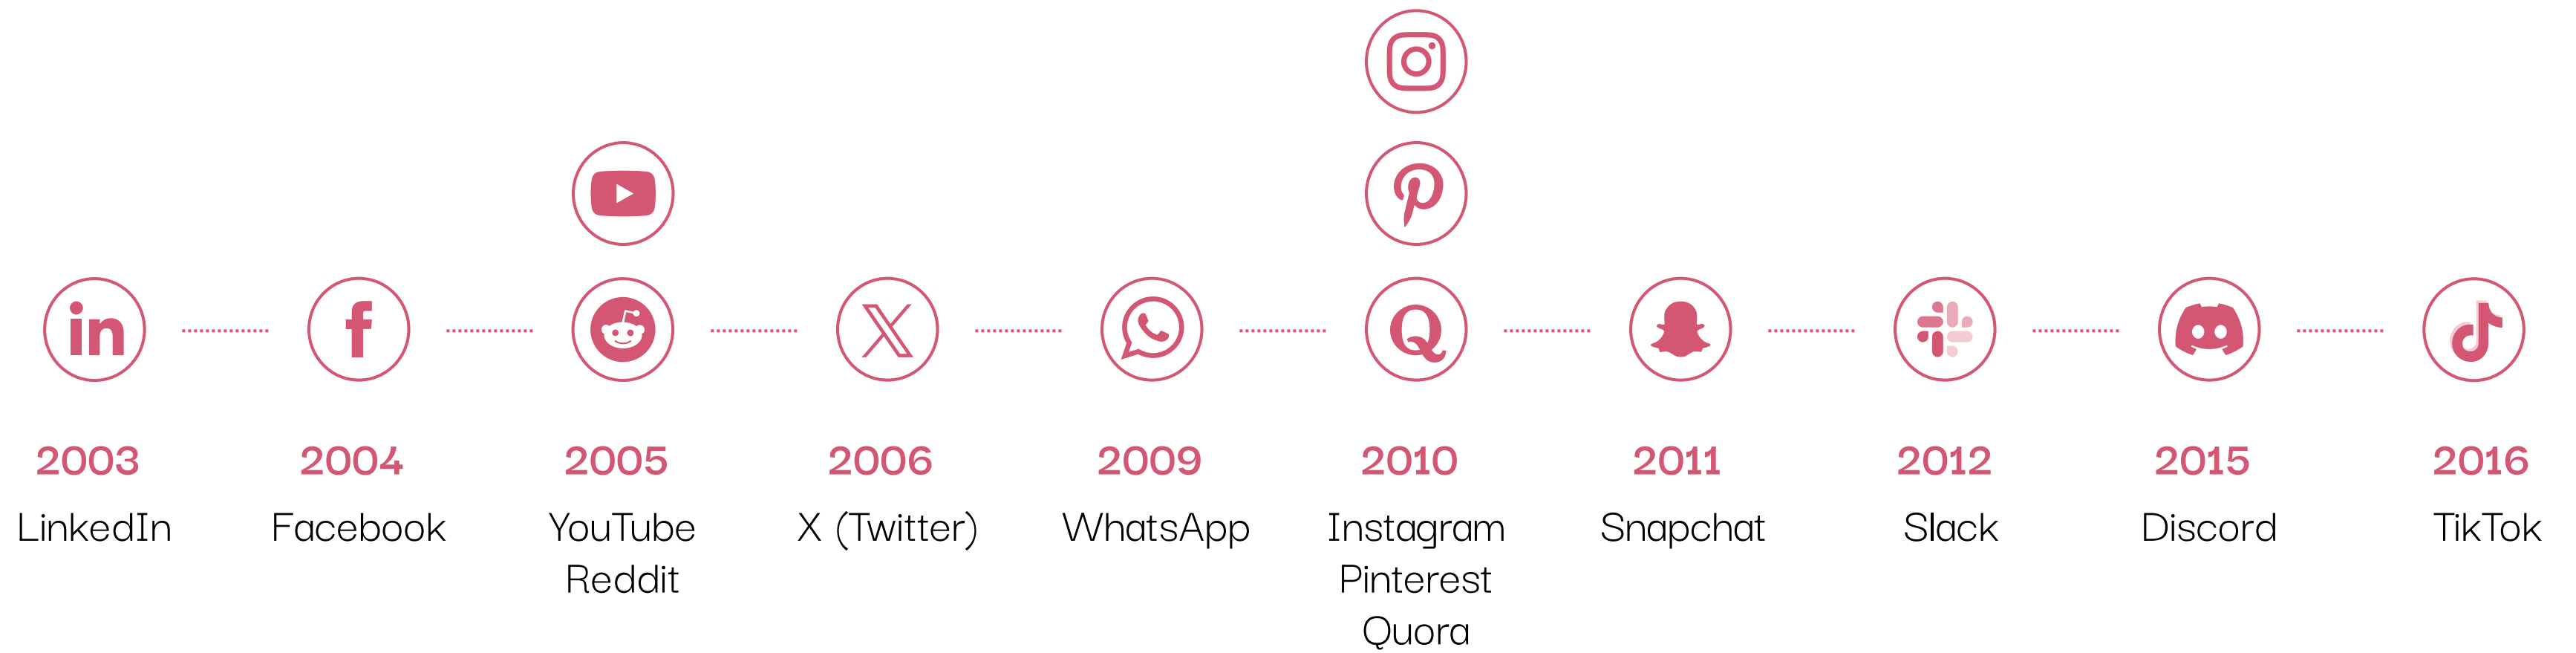 2003
LinkedIn
2004
Facebook
2005
YouTube
Reddit
2006
X (Twitter)
2009
WhatsApp
2010
Instagram
Pinterest
Quora
2011
Snapchat
2012
Slack
2015
Discord
2016
TikTok